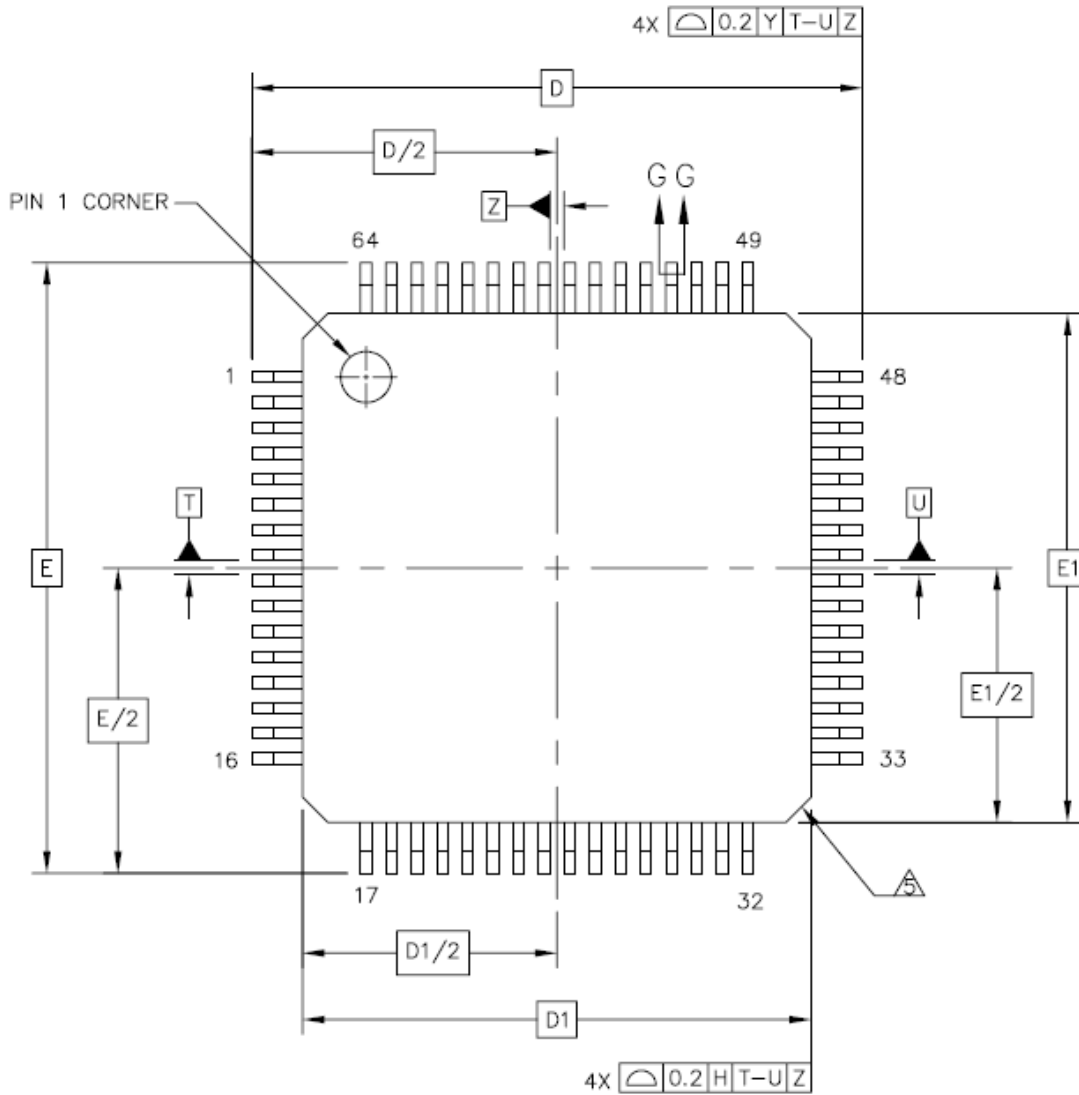 4X ⌓ 0.2 Y T-U Z
D
D/2
PIN 1 CORNER
Z
G G
64
49
1
48
T
U
E
E1
E/2
E1/2
16
33
17
32
5
D1/2
D1
4X ⌓ 0.2 H T-U Z